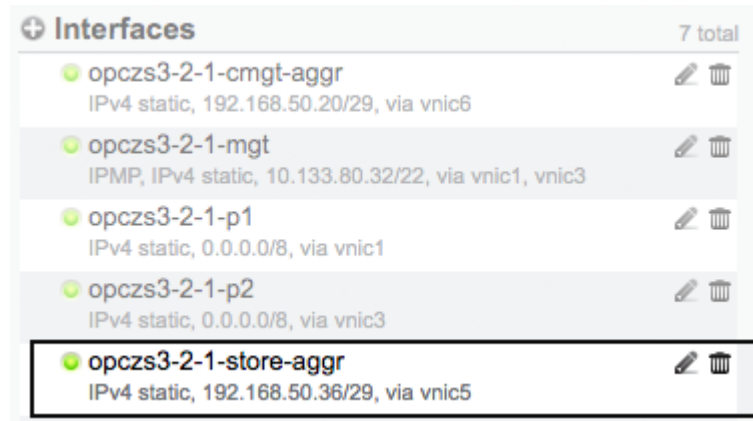 Interfaces 7 total
opczs3-2-1-cmgt-aggr
IPv4 static, 192.168.50.20/29, via vnic6
opczs3-2-1-mgt
IPMP, IPv4 static, 10.133.80.32/22, via vnic1, vnic3
opczs3-2-1-p1
IPv4 static, 0.0.0.0/8, via vnic1
opczs3-2-1-p2
IPv4 static, 0.0.0.0/8, via vnic3
opczs3-2-1-store-aggr
IPv4 static, 192.168.50.36/29, via vnic5